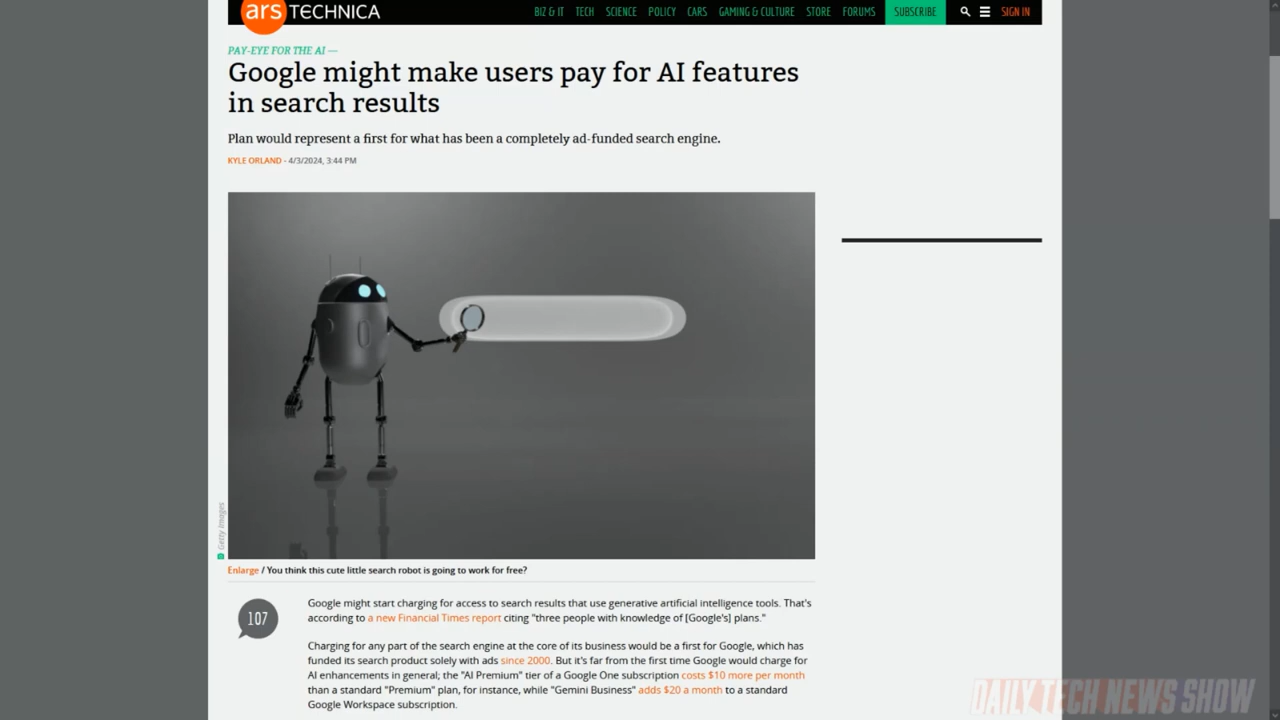 ars TECHNICA
BIZ & IT TECH SCIENCE POLICY CARS GAMING & CULTURE STORE FORUMS SUBSCRIBE SIGN IN
PAY-EYE FOR THE AI —
Google might make users pay for AI features
in search results
Plan would represent a first for what has been a completely ad-funded search engine.
KYLE ORLAND - 4/3/2024, 3:44 PM
Getty Images
Enlarge / You think this cute little search robot is going to work for free?
107
Google might start charging for access to search results that use generative artificial intelligence tools. That's
according to a new Financial Times report citing "three people with knowledge of [Google's] plans."
Charging for any part of the search engine at the core of its business would be a first for Google, which has
funded its search product solely with ads since 2000. But it's far from the first time Google would charge for
AI enhancements in general; the "AI Premium" tier of a Google One subscription costs $10 more per month
than a standard "Premium" plan, for instance, while "Gemini Business" adds $20 a month to a standard
Google Workspace subscription.
DAILY TECH NEWS SHOW